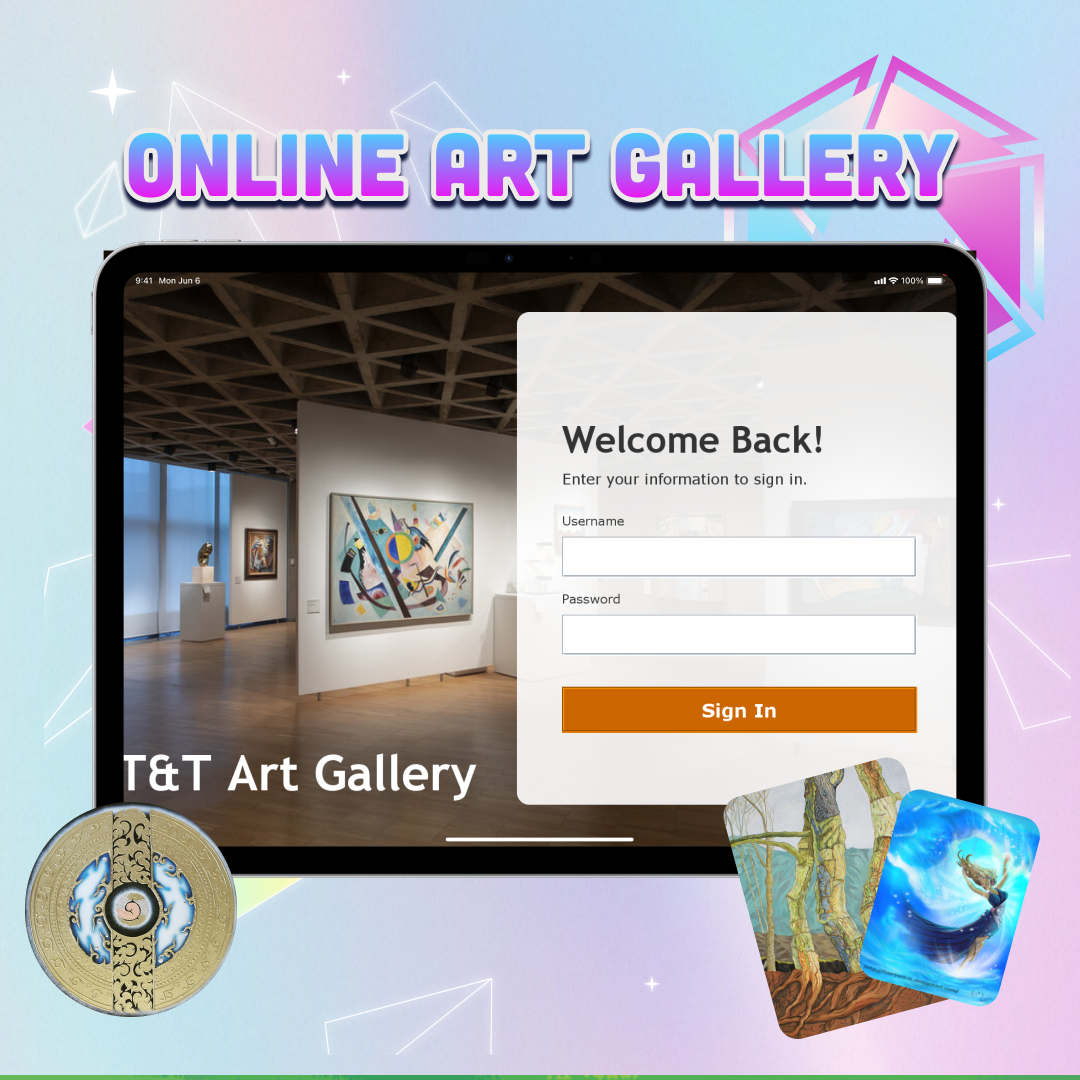 ONLINE ART GALLERY
9:41 Mon Jun 6
100%
Welcome Back!
Enter your information to sign in.
Username
Password
Sign In
T&T Art Gallery